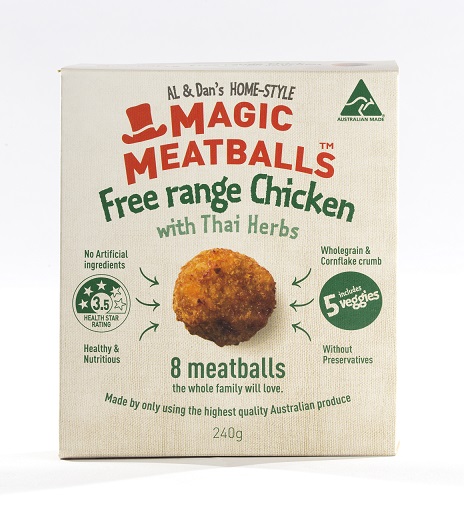 AL & Dan's HOME-STYLE
MAGIC
MEATBALLS™
AUSTRALIAN MADE
Free range Chicken
with Thai Herbs
No Artificial
ingredients
Wholegrain &
Cornflake crumb
3.5
HEALTH STAR
RATING
includes
5 veggies
Healthy &
Nutritious
Without
Preservatives
8 meatballs
the whole family will love.
Made by only using the highest quality Australian produce
240g